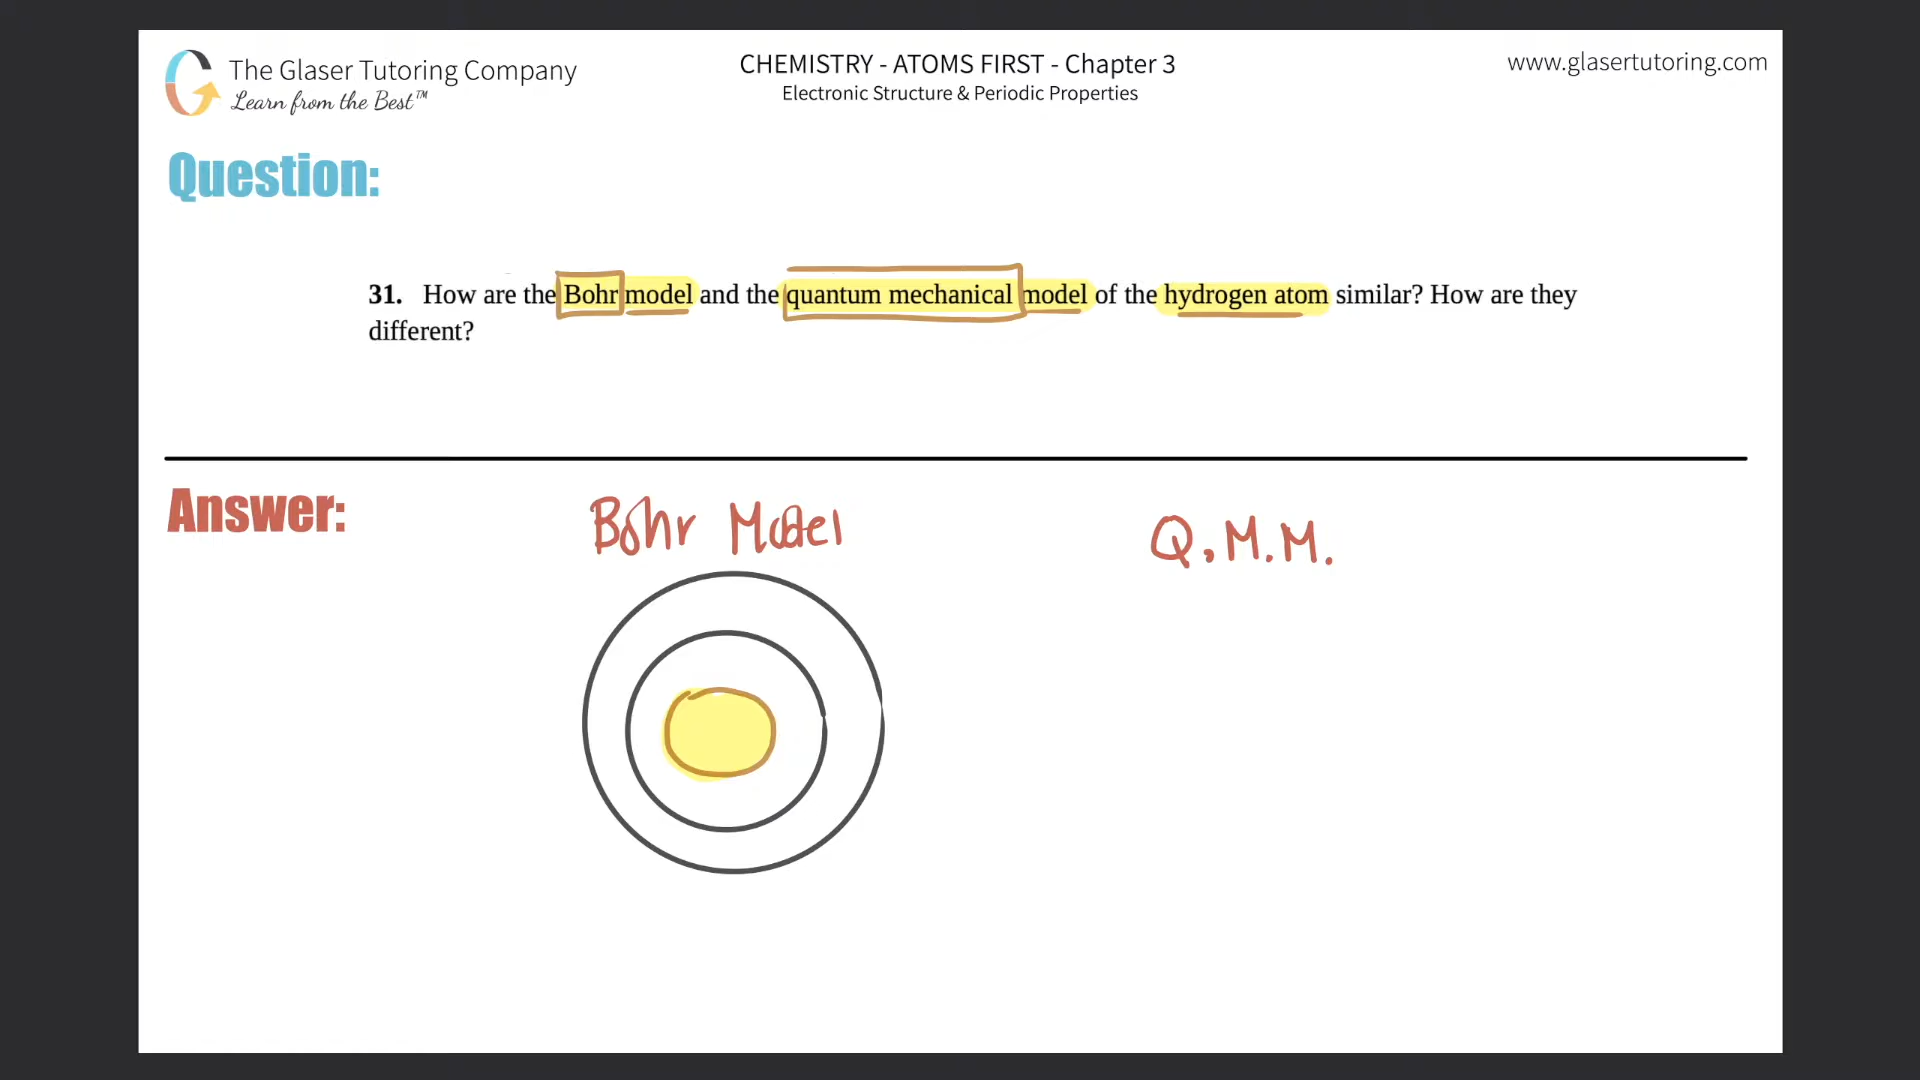 The Glaser Tutoring Company
Learn from the Best™
CHEMISTRY - ATOMS FIRST - Chapter 3
Electronic Structure & Periodic Properties
www.glasertutoring.com
Question:
31. How are the Bohr model and the quantum mechanical model of the hydrogen atom similar? How are they
different?
Answer:
Bohr Model
Q.M.M.